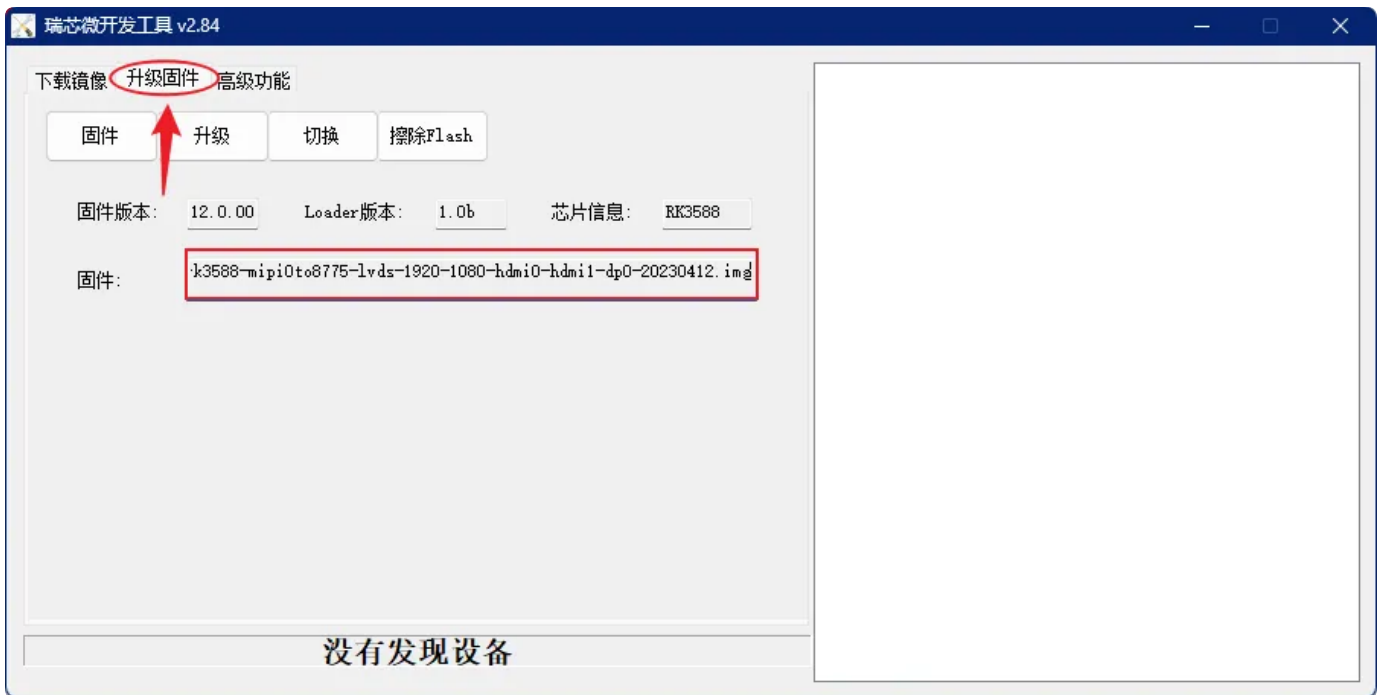 瑞芯微开发工具 v2.84
下载镜像 升级固件 高级功能
固件 升级 切换 擦除Flash
固件版本: 12.0.00 Loader版本: 1.0b 芯片信息: RK3588
固件: k3588-mipi0to8775-lvds-1920-1080-hdmi0-hdmi1-dp0-20230412.img
没有发现设备